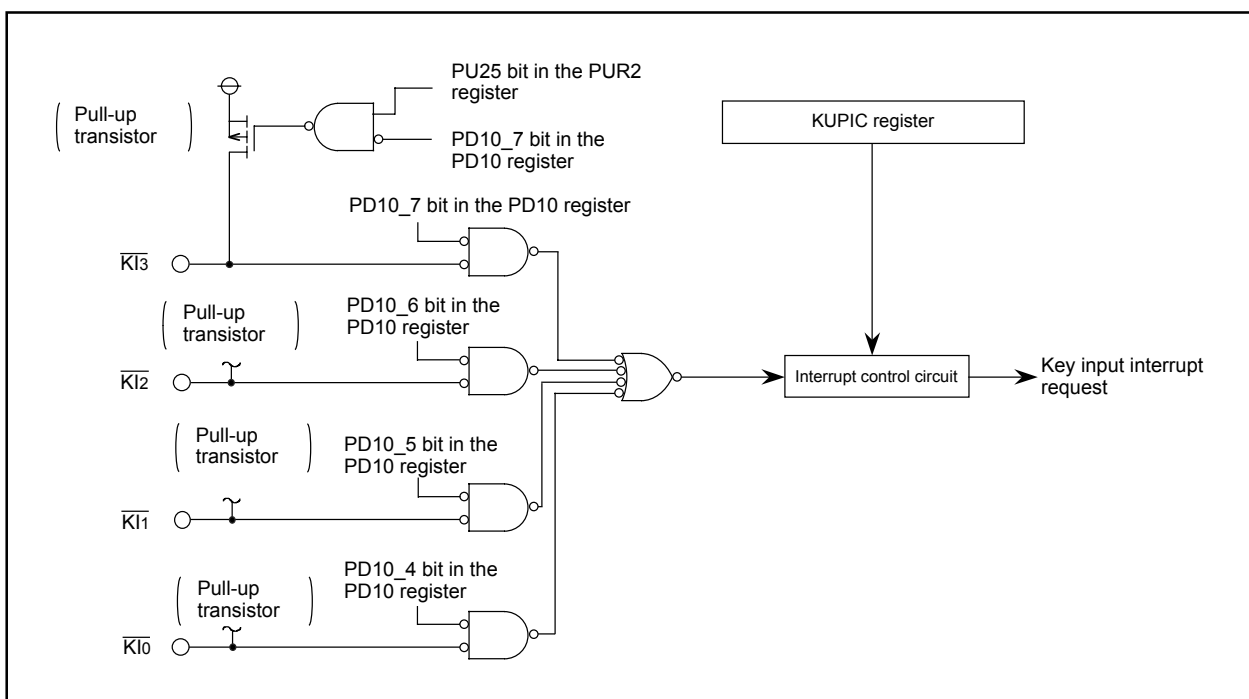 PU25 bit in the PUR2
register
( Pull-up
transistor )
PD10_7 bit in the
PD10 register
KUPIC register
PD10_7 bit in the PD10 register
KI3
( Pull-up
transistor )
PD10_6 bit in the
PD10 register
KI2
Interrupt control circuit
Key input interrupt
request
( Pull-up
transistor )
PD10_5 bit in the
PD10 register
KI1
( Pull-up
transistor )
PD10_4 bit in the
PD10 register
KI0